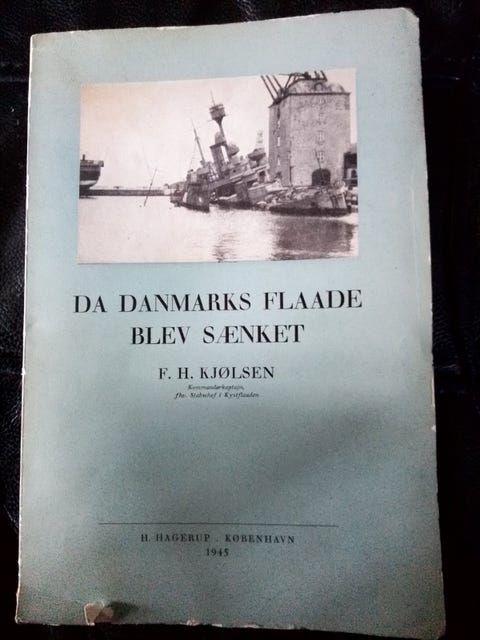 DA DANMARKS FLAADE
BLEV SÆNKET
F. H. KJØLSEN
Kommandørkaptajn,
fhv. Stabschef i Kystflaaden
H. HAGERUP . KØBENHAVN
1945